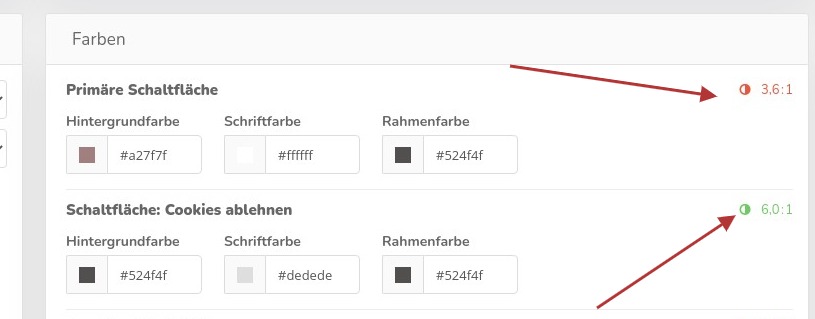 Farben
Primäre Schaltfläche 3,6:1
Hintergrundfarbe Schriftfarbe Rahmenfarbe
#a27f7f #ffffff #524f4f
Schaltfläche: Cookies ablehnen 6,0:1
Hintergrundfarbe Schriftfarbe Rahmenfarbe
#524f4f #dedede #524f4f